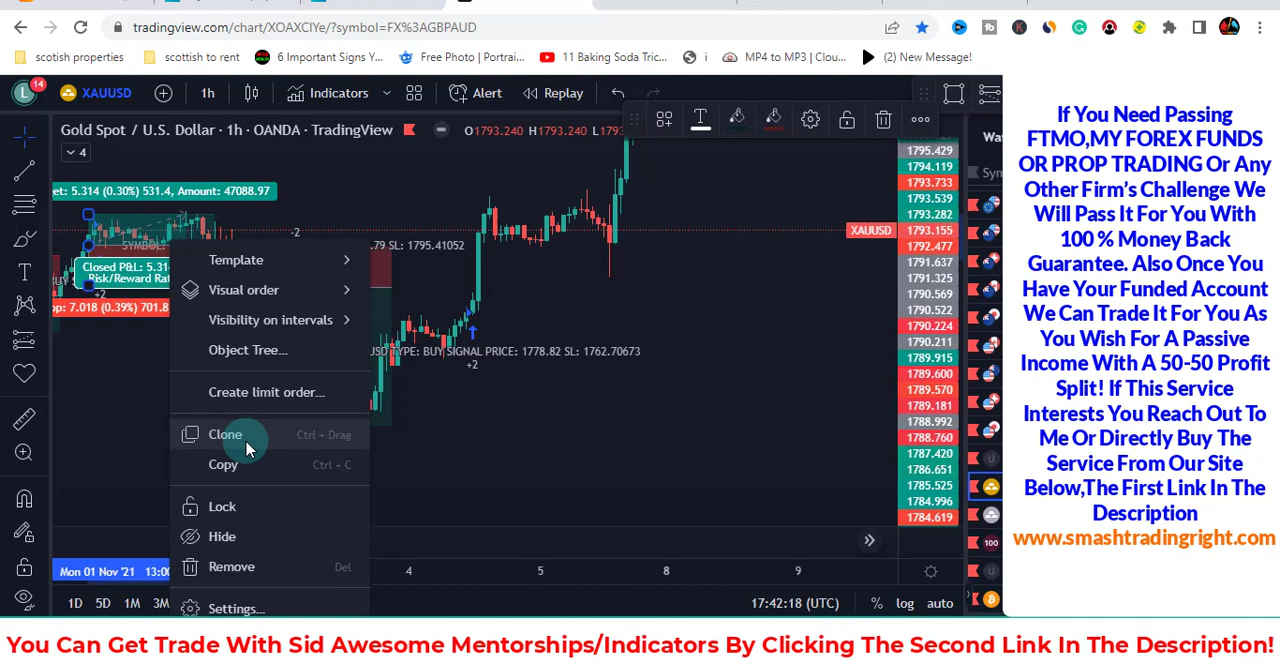 tradingview.com/chart/XOAXCIYe/?symbol=FX%3AGBPAUD
scotish properties
scottish to rent
6 Important Signs Y...
Free Photo | Portrai...
11 Baking Soda Tric...
i
MP4 to MP3 | Clou...
(2) New Message!
L
14
XAUUSD
1h
Indicators
Alert
Replay
T
Gold Spot / U.S. Dollar · 1h · OANDA · TradingView
O1793.240 H1793.240 L1793
4
et: 5.314 (0.30%) 531.4, Amount: 47088.97
-2
SYMBOL:
.79 SL: 1795.41052
Closed P&L: 5.31
Risk/Reward Rat
+2
op: 7.018 (0.39%) 701.8
USD TYPE: BUY SIGNAL PRICE: 1778.82 SL: 1762.70673
+2
Template
Visual order
Visibility on intervals
Object Tree...
Create limit order...
Clone Ctrl + Drag
Copy Ctrl + C
Lock
Hide
Remove Del
Settings...
1795.429
1794.119
1793.733
1793.539
1793.282
XAUUSD
1793.155
1792.477
1791.637
1791.325
1790.569
1790.522
1790.224
1790.211
1789.915
1789.600
1789.570
1789.181
1788.992
1788.760
1787.420
1786.651
1785.525
1784.996
1784.619
Wa
Syn
100
Mon 01 Nov '21 13:00
4
5
8
9
1D
5D
1M
3M
17:42:18 (UTC)
%
log
auto
If You Need Passing
FTMO,MY FOREX FUNDS
OR PROP TRADING Or Any
Other Firm's Challenge We
Will Pass It For You With
100 % Money Back
Guarantee. Also Once You
Have Your Funded Account
We Can Trade It For You As
You Wish For A Passive
Income With A 50-50 Profit
Split! If This Service
Interests You Reach Out To
Me Or Directly Buy The
Service From Our Site
Below,The First Link In The
Description
www.smashtradingright.com
You Can Get Trade With Sid Awesome Mentorships/Indicators By Clicking The Second Link In The Description!